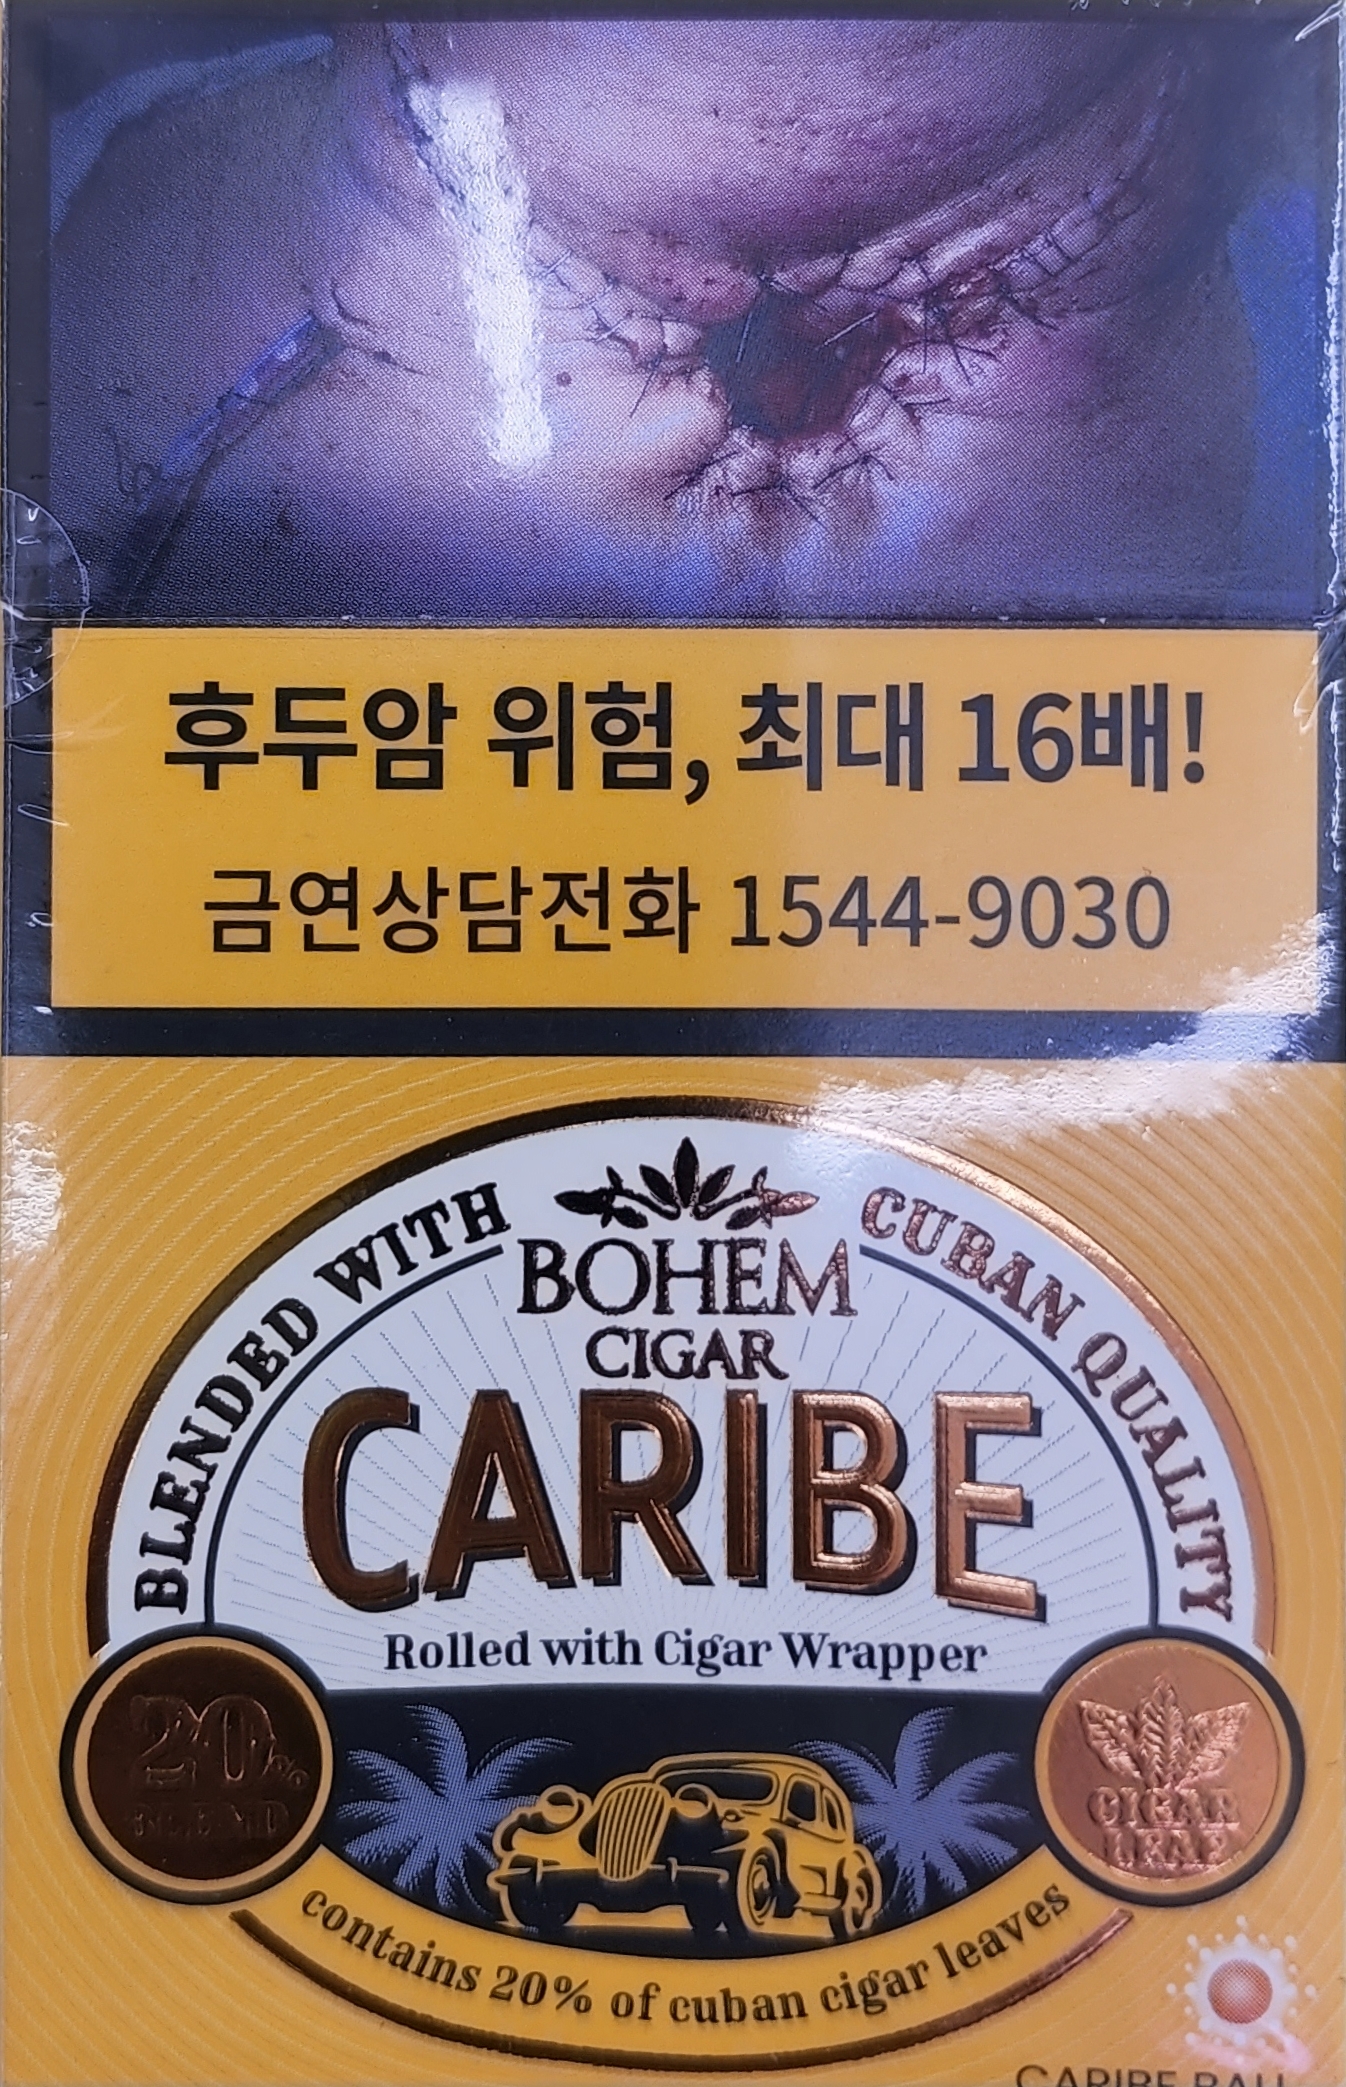 후두암 위험, 최대 16배!
금연상담전화 1544-9030
BLENDED WITH
CUBAN QUALITY
BOHEM
CIGAR
CARIBE
Rolled with Cigar Wrapper
20%
BLEND
CIGAR
LEAF
contains 20% of cuban cigar leaves
CARIBE